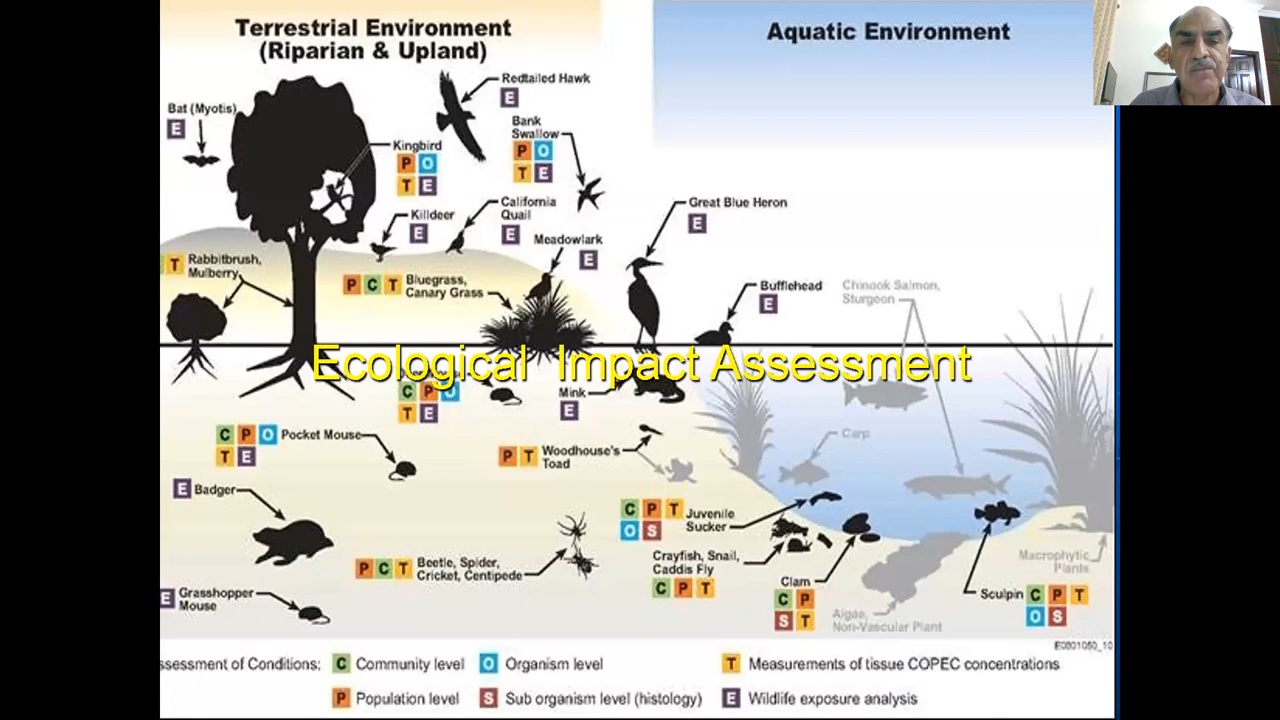 Terrestrial Environment
(Riparian & Upland)
Aquatic Environment
Redtailed Hawk
E
Bat (Myotis)
E
Bank
Swallow
P O
T E
Kingbird
P O
T E
California
Quail
E
Killdeer
E
Great Blue Heron
E
Meadowlark
E
T Rabbitbrush,
Mulberry
P C T Bluegrass,
Canary Grass
Bufflehead
E
Chinook Salmon,
Sturgeon
Ecological Impact Assessment
C P O
T E
Mink
E
C P O Pocket Mouse
T E
Carp
P T Woodhouse's
Toad
E Badger
C P T Juvenile
O S Sucker
Crayfish, Snail,
Caddis Fly
C P T
P C T Beetle, Spider,
Cricket, Centipede
Macrophytic
Plants
Clam
C P
S T
E Grasshopper
Mouse
Sculpin C P T
O S
Algae,
Non-Vascular Plant
E0801050_10
ssessment of Conditions:
C Community level
O Organism level
T Measurements of tissue COPEC concentrations
P Population level
S Sub organism level (histology)
E Wildlife exposure analysis